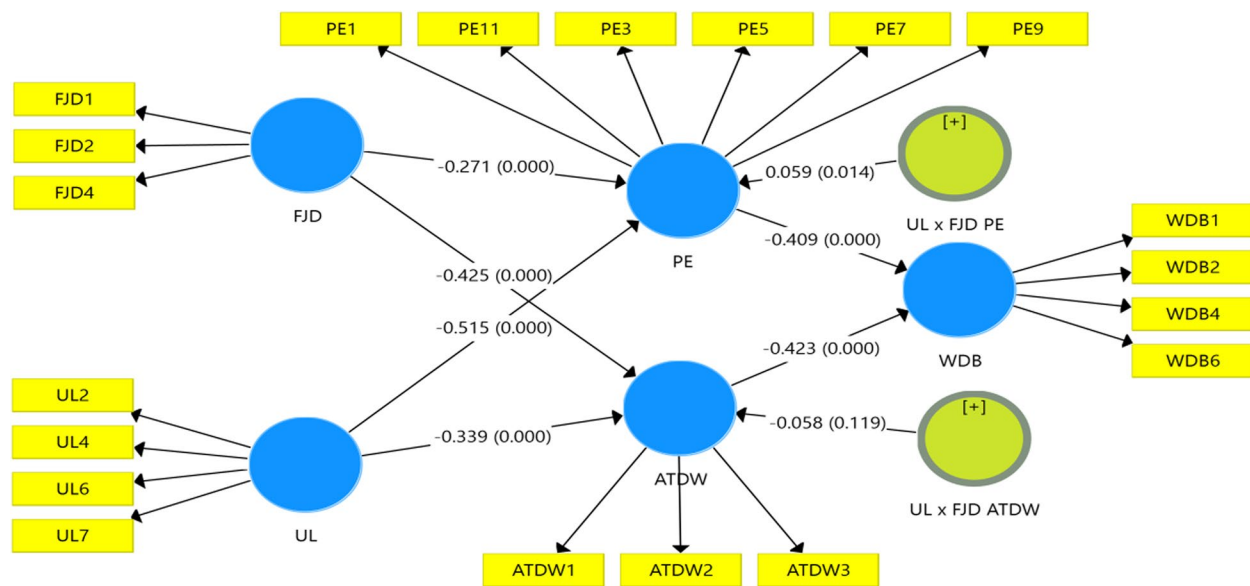 PE1
PE11
PE3
PE5
PE7
PE9
FJD1
FJD2
FJD4
FJD
-0.271 (0.000)
PE
0.059 (0.014)
[+]
UL x FJD PE
-0.409 (0.000)
WDB1
WDB2
WDB4
WDB6
WDB
-0.425 (0.000)
-0.515 (0.000)
-0.423 (0.000)
UL2
UL4
UL6
UL7
UL
-0.339 (0.000)
ATDW
-0.058 (0.119)
[+]
UL x FJD ATDW
ATDW1
ATDW2
ATDW3